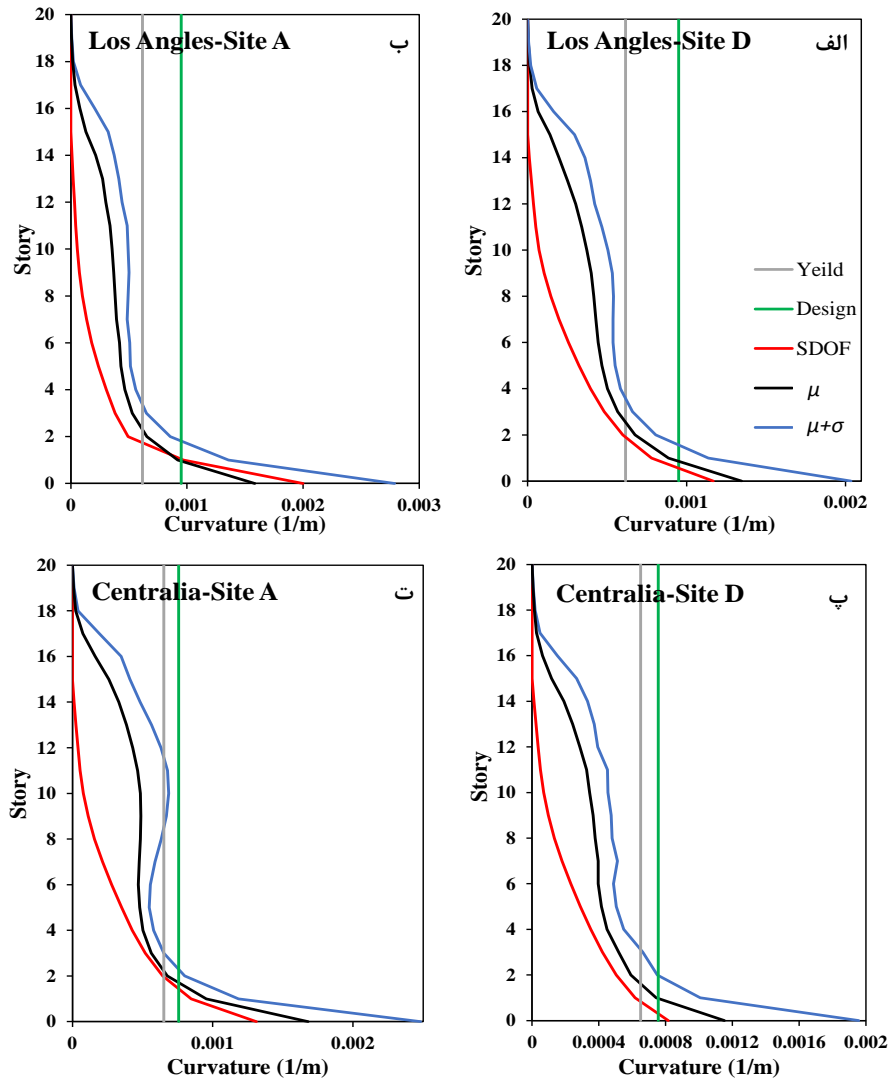 Los Angles-Site A
ب
20
18
16
14
12
10
8
6
4
2
0
Story
0
0.001
0.002
0.003
Curvature (1/m)
Los Angles-Site D
الف
20
18
16
14
12
10
8
6
4
2
0
Story
Yeild
Design
SDOF
μ
μ+σ
0
0.001
0.002
Curvature (1/m)
Centralia-Site A
ت
20
18
16
14
12
10
8
6
4
2
0
Story
0
0.001
0.002
Curvature (1/m)
Centralia-Site D
پ
20
18
16
14
12
10
8
6
4
2
0
Story
0
0.0004
0.0008
0.0012
0.0016
0.002
Curvature (1/m)